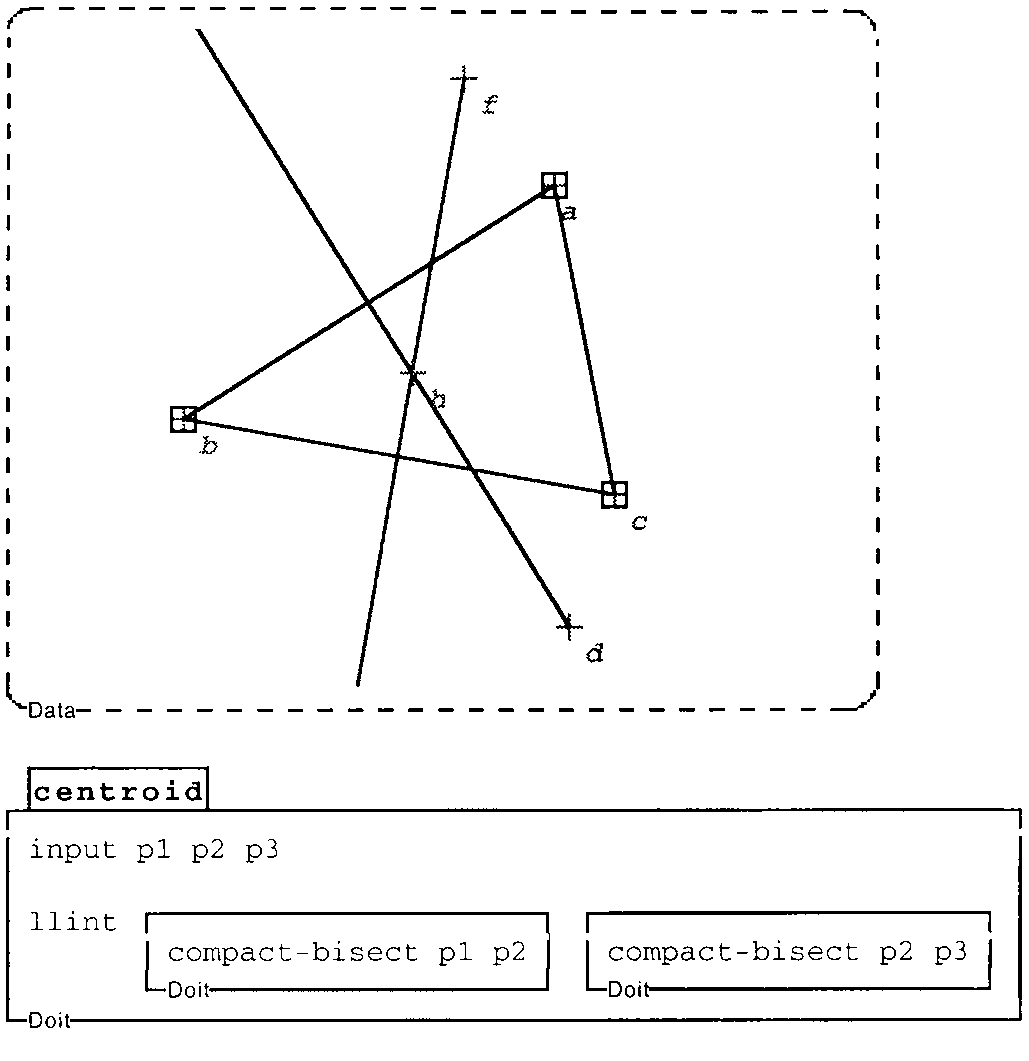 f
a
h
b
c
d
Data
centroid
input p1 p2 p3
llint
compact-bisect p1 p2
compact-bisect p2 p3
Doit
Doit
Doit